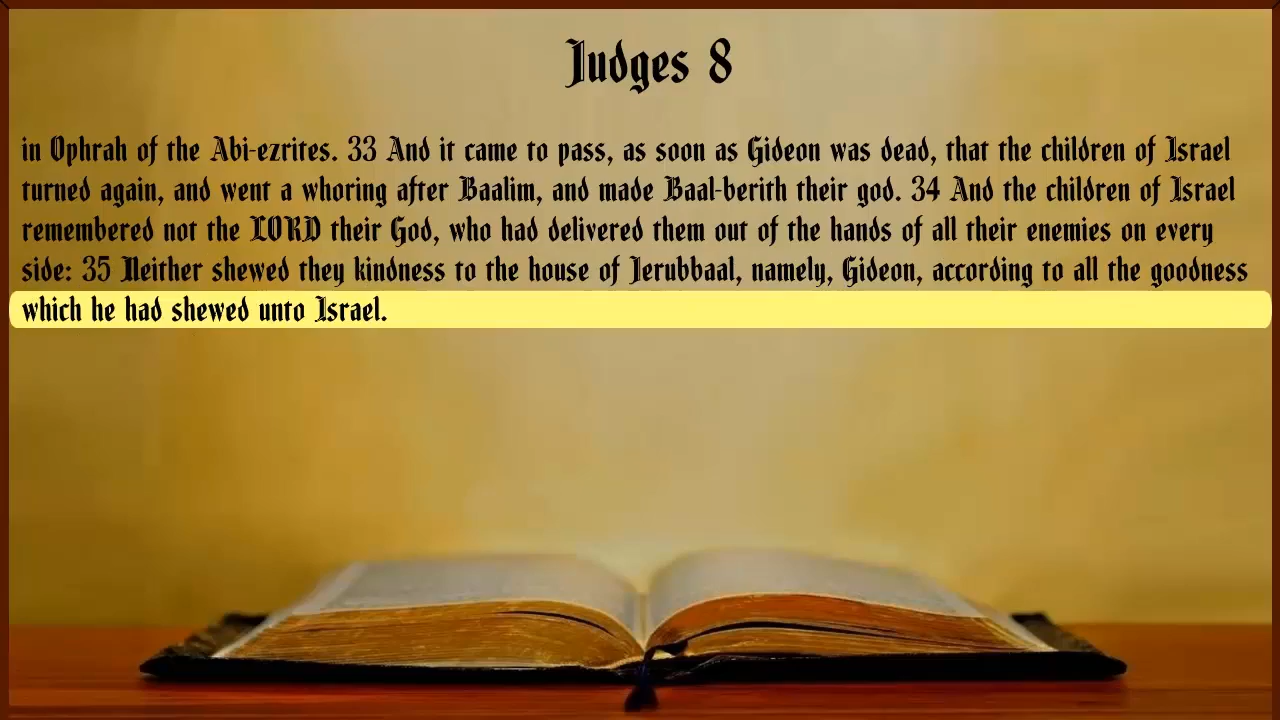 Judges 8
in Ophrah of the Abi-ezrites. 33 And it came to pass, as soon as Gideon was dead, that the children of Israel
turned again, and went a whoring after Baalim, and made Baal-berith their god. 34 And the children of Israel
remembered not the LORD their God, who had delivered them out of the hands of all their enemies on every
side: 35 Neither shewed they kindness to the house of Jerubbaal, namely, Gideon, according to all the goodness
which he had shewed unto Israel.